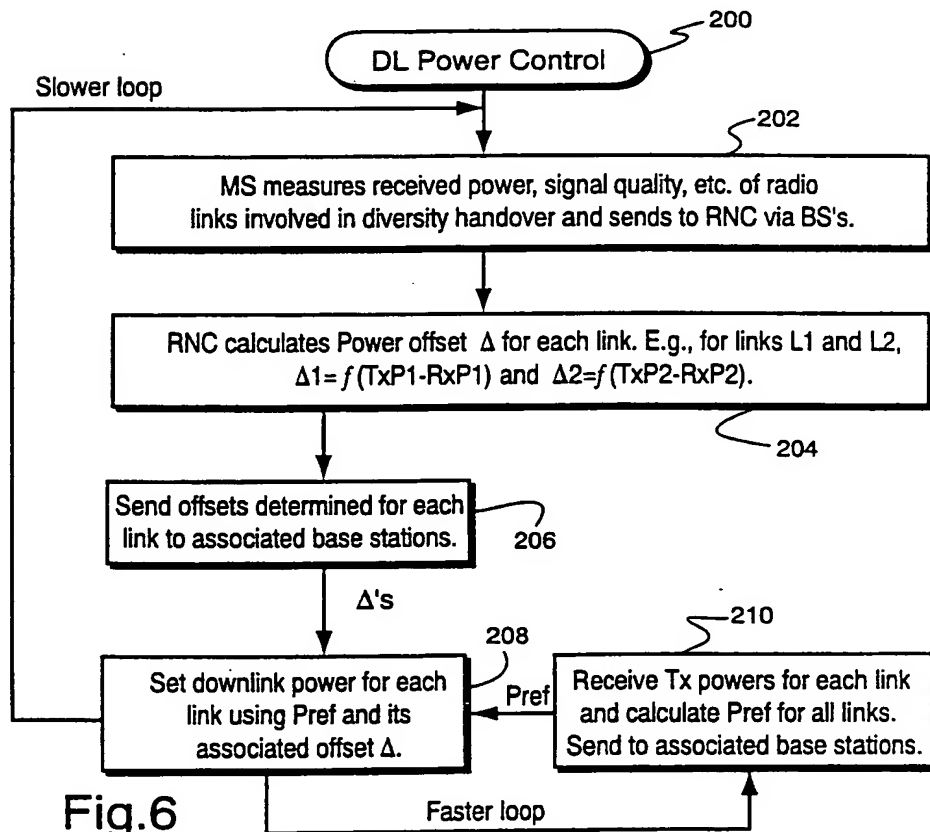 200
DL Power Control
Slower loop
202
MS measures received power, signal quality, etc. of radio
links involved in diversity handover and sends to RNC via BS's.
RNC calculates Power offset Δ for each link. E.g., for links L1 and L2,
Δ1=f(TxP1-RxP1) and Δ2=f(TxP2-RxP2).
204
Send offsets determined for each
link to associated base stations.
206
Δ's
208
210
Set downlink power for each
link using Pref and its
associated offset Δ.
Pref
Receive Tx powers for each link
and calculate Pref for all links.
Send to associated base stations.
Fig.6
Faster loop